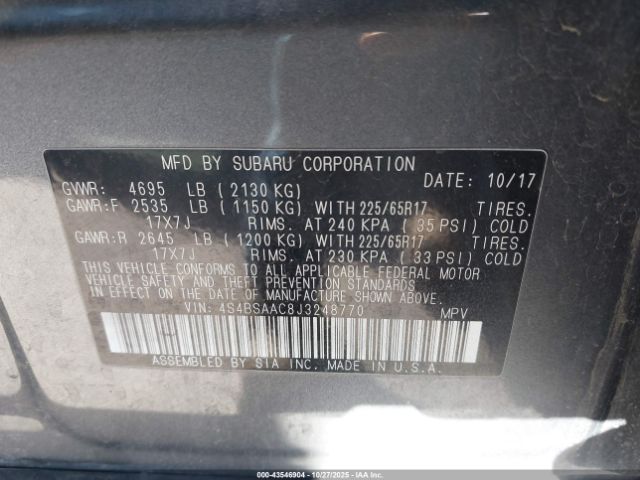 MFD BY SUBARU CORPORATION
GVWR: 4695 LB (2130 KG) DATE: 10/17
GAWR:F 2535 LB (1150 KG) WITH 225/65R17 TIRES.
17X7J RIMS. AT 240 KPA (35 PSI) COLD
GAWR:R 2645 LB (1200 KG) WITH 225/65R17 TIRES.
17X7J RIMS. AT 230 KPA (33 PSI) COLD
THIS VEHICLE CONFORMS TO ALL APPLICABLE FEDERAL MOTOR
VEHICLE SAFETY AND THEFT PREVENTION STANDARDS
IN EFFECT ON THE DATE OF MANUFACTURE SHOWN ABOVE.
VIN: 4S4BSAAC8J3248770 MPV
ASSEMBLED BY SIA INC. MADE IN U.S.A.
000-43546904 - 10/27/2025 - IAAI.COM